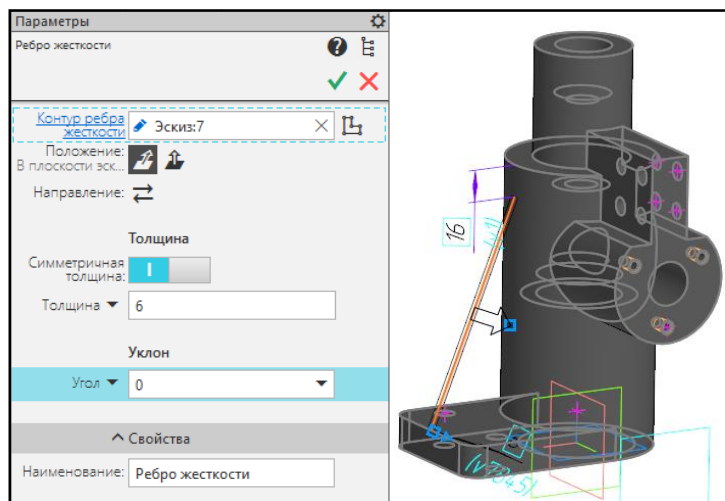 Параметры
Ребро жесткости
Контур ребра жесткости
Эскиз:7
Положение:
В плоскости эск...
Направление:
Толщина
Симметричная толщина:
Толщина
6
Уклон
Угол
0
Свойства
Наименование:
Ребро жесткости
16